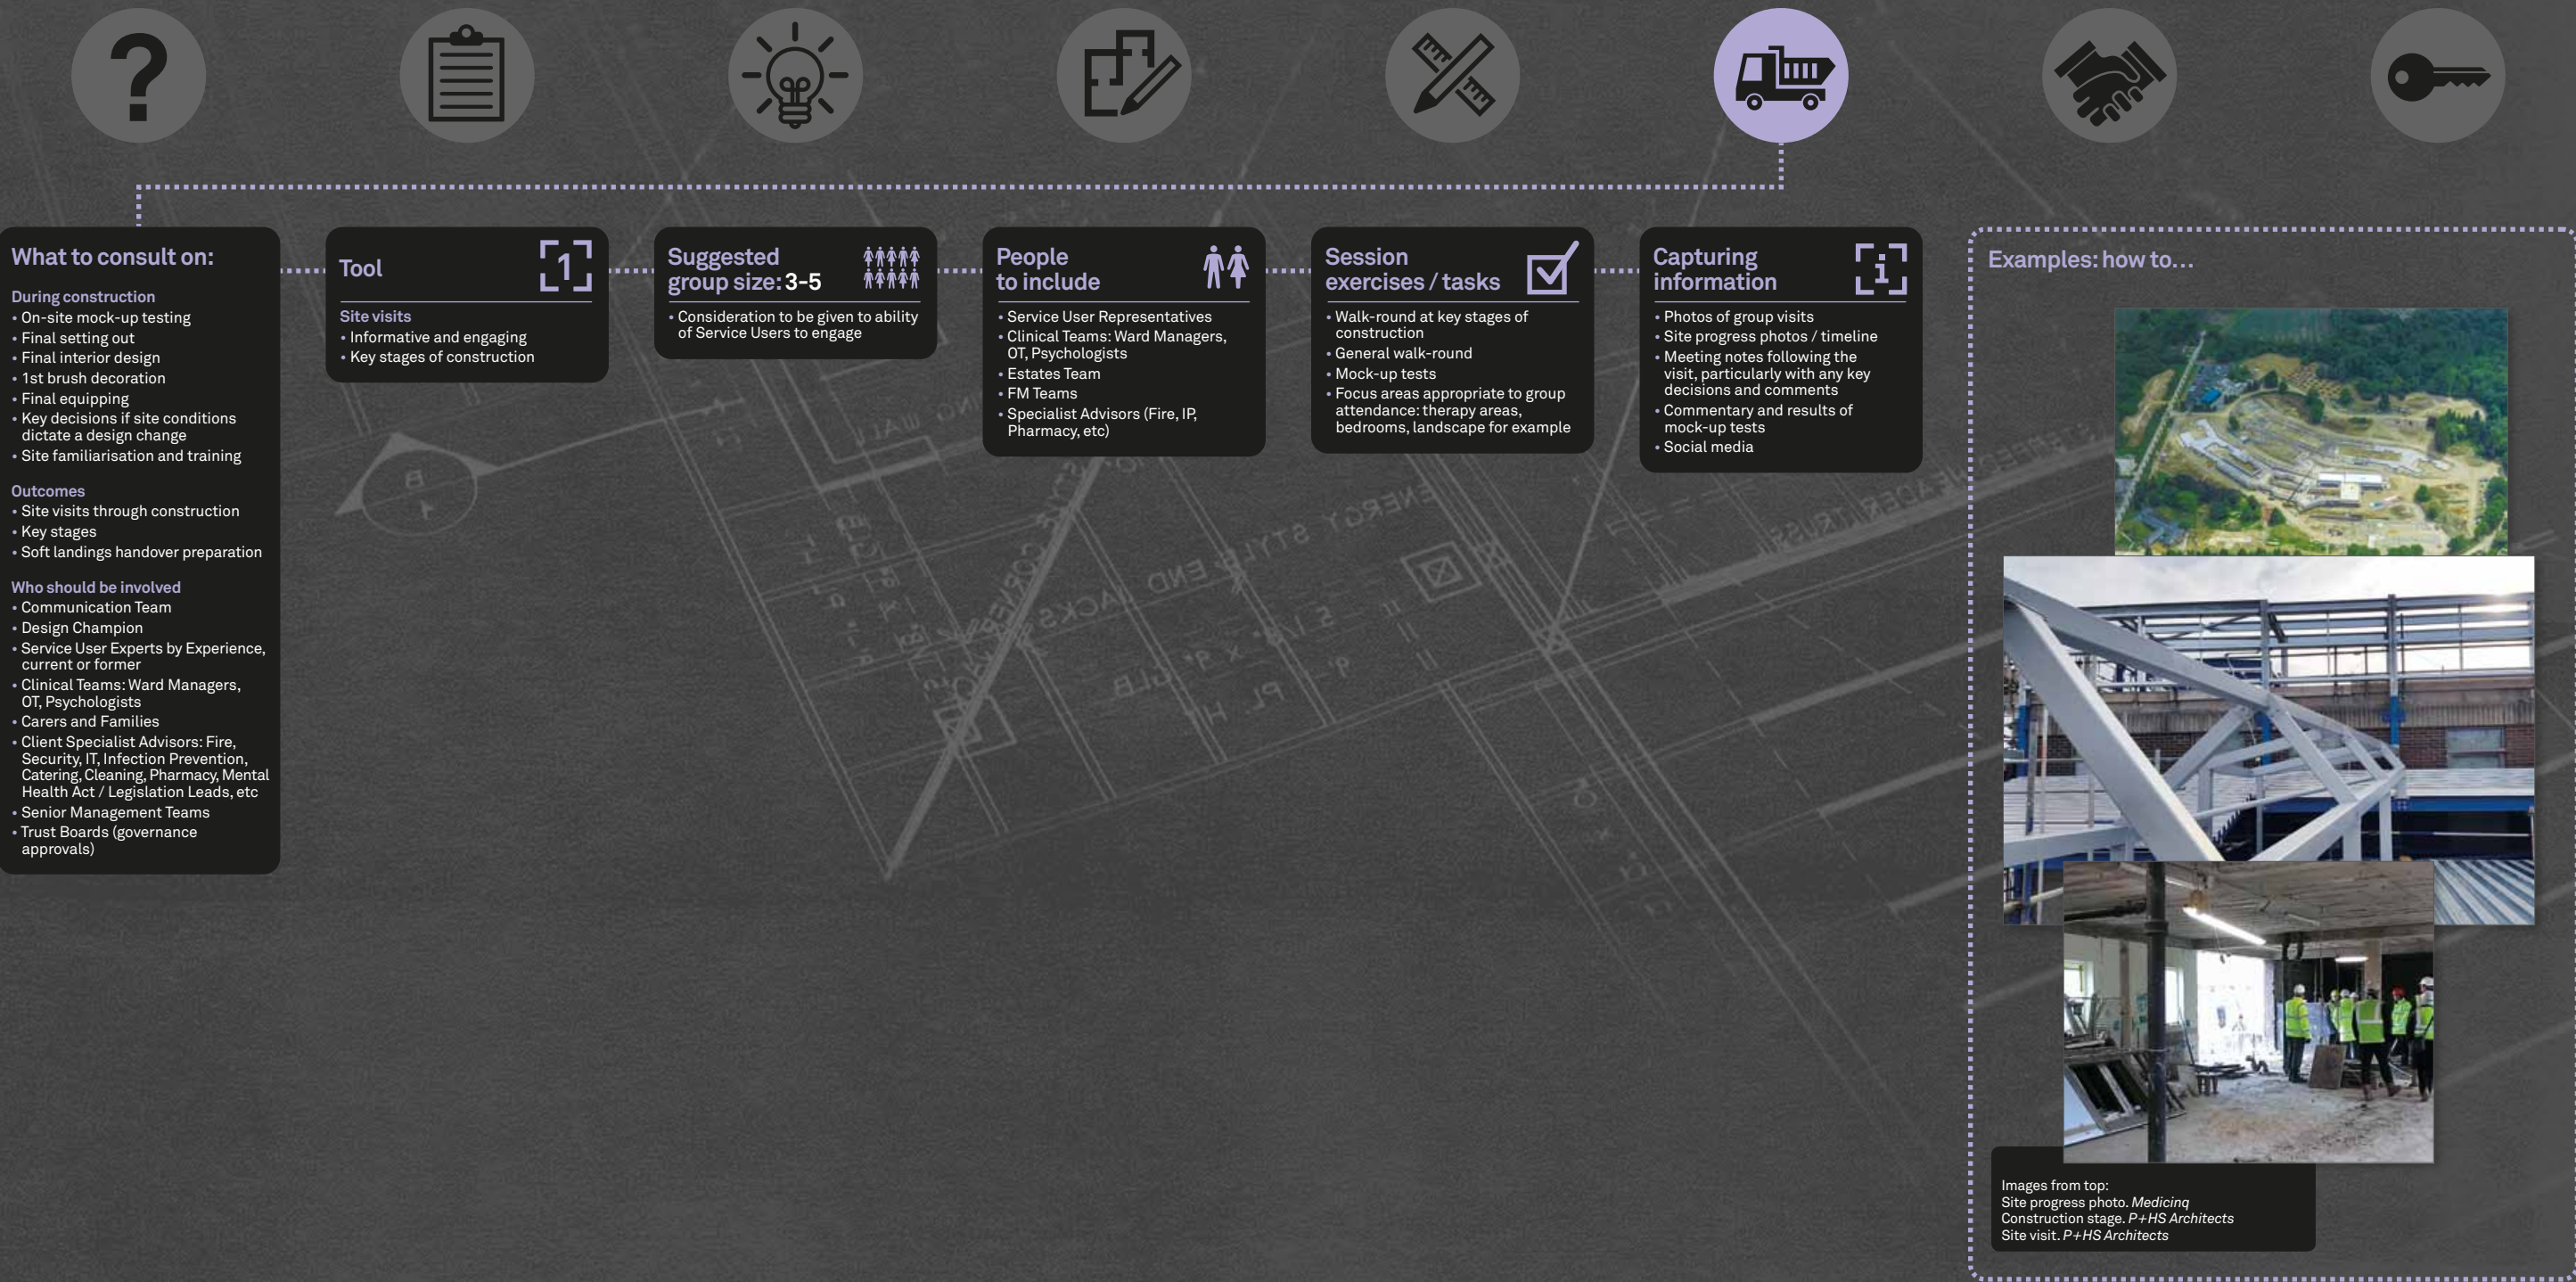 What to consult on:
During construction
• On-site mock-up testing
• Final setting out
• Final interior design
• 1st brush decoration
• Final equipping
• Key decisions if site conditions
dictate a design change
• Site familiarisation and training
Outcomes
• Site visits through construction
• Key stages
• Soft landings handover preparation
Who should be involved
• Communication Team
• Design Champion
• Service User Experts by Experience,
current or former
• Clinical Teams: Ward Managers,
OT, Psychologists
• Carers and Families
• Client Specialist Advisors: Fire,
Security, IT, Infection Prevention,
Catering, Cleaning, Pharmacy, Mental
Health Act / Legislation Leads, etc
• Senior Management Teams
• Trust Boards (governance
approvals)
Tool
1
Site visits
• Informative and engaging
• Key stages of construction
Suggested
group size: 3-5
• Consideration to be given to ability
of Service Users to engage
People
to include
• Service User Representatives
• Clinical Teams: Ward Managers,
OT, Psychologists
• Estates Team
• FM Teams
• Specialist Advisors (Fire, IP,
Pharmacy, etc)
Session
exercises / tasks
• Walk-round at key stages of
construction
• General walk-round
• Mock-up tests
• Focus areas appropriate to group
attendance: therapy areas,
bedrooms, landscape for example
Capturing
information
i
• Photos of group visits
• Site progress photos / timeline
• Meeting notes following the
visit, particularly with any key
decisions and comments
• Commentary and results of
mock-up tests
• Social media
Examples: how to...
Images from top:
Site progress photo. Medicinq
Construction stage. P+HS Architects
Site visit. P+HS Architects
ENERGY STYLE END JACKS